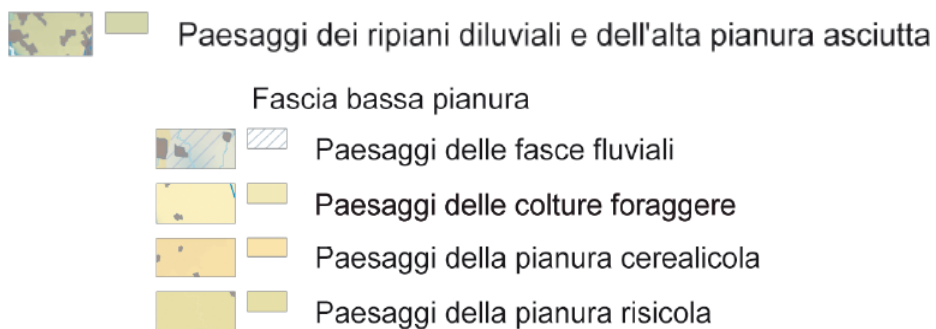 Paesaggi dei ripiani diluviali e dell'alta pianura asciutta
Fascia bassa pianura
Paesaggi delle fasce fluviali
Paesaggi delle colture foraggere
Paesaggi della pianura cerealicola
Paesaggi della pianura risicola